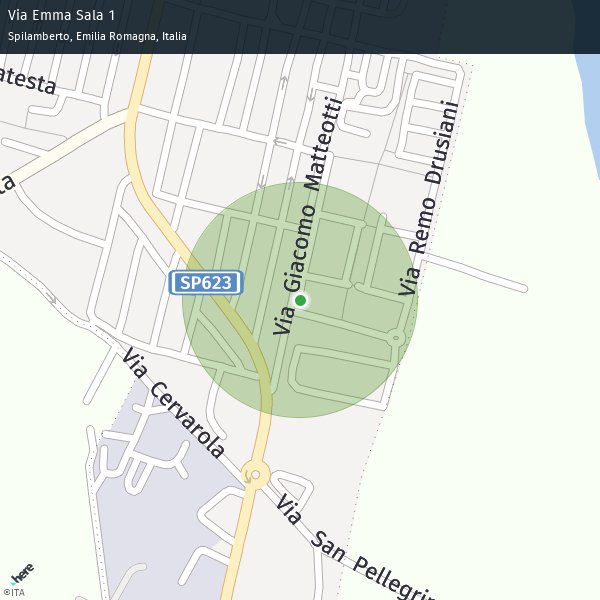 Via Emma Sala 1
Spilamberto, Emilia Romagna, Italia
atesta
ta
Via Giacomo Matteotti
Via Remo Drusiani
SP623
Via Cervarola
Via San Pellegrin
here
©ITA